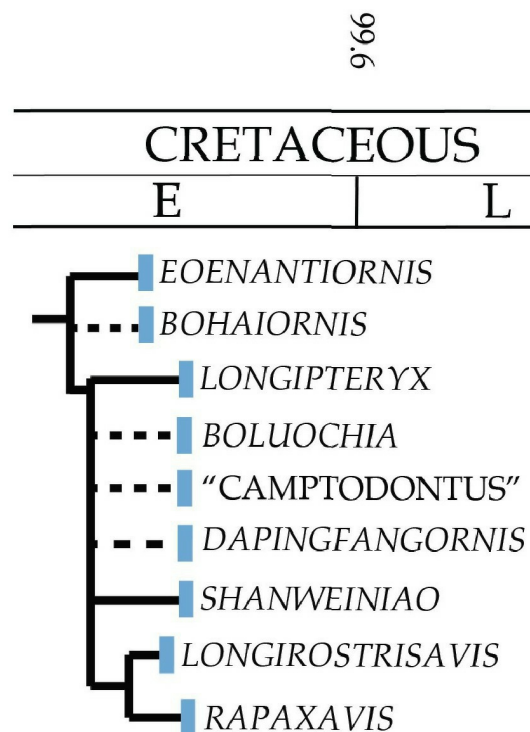 99.6
CRETACEOUS
E L
EOENANTIORNIS
BOHAIORNIS
LONGIPTERYX
BOLUOCHIA
“CAMPTODONTUS”
DAPINGFANGORNIS
SHANWEINIAO
LONGIROSTRISAVIS
RAPAXAVIS